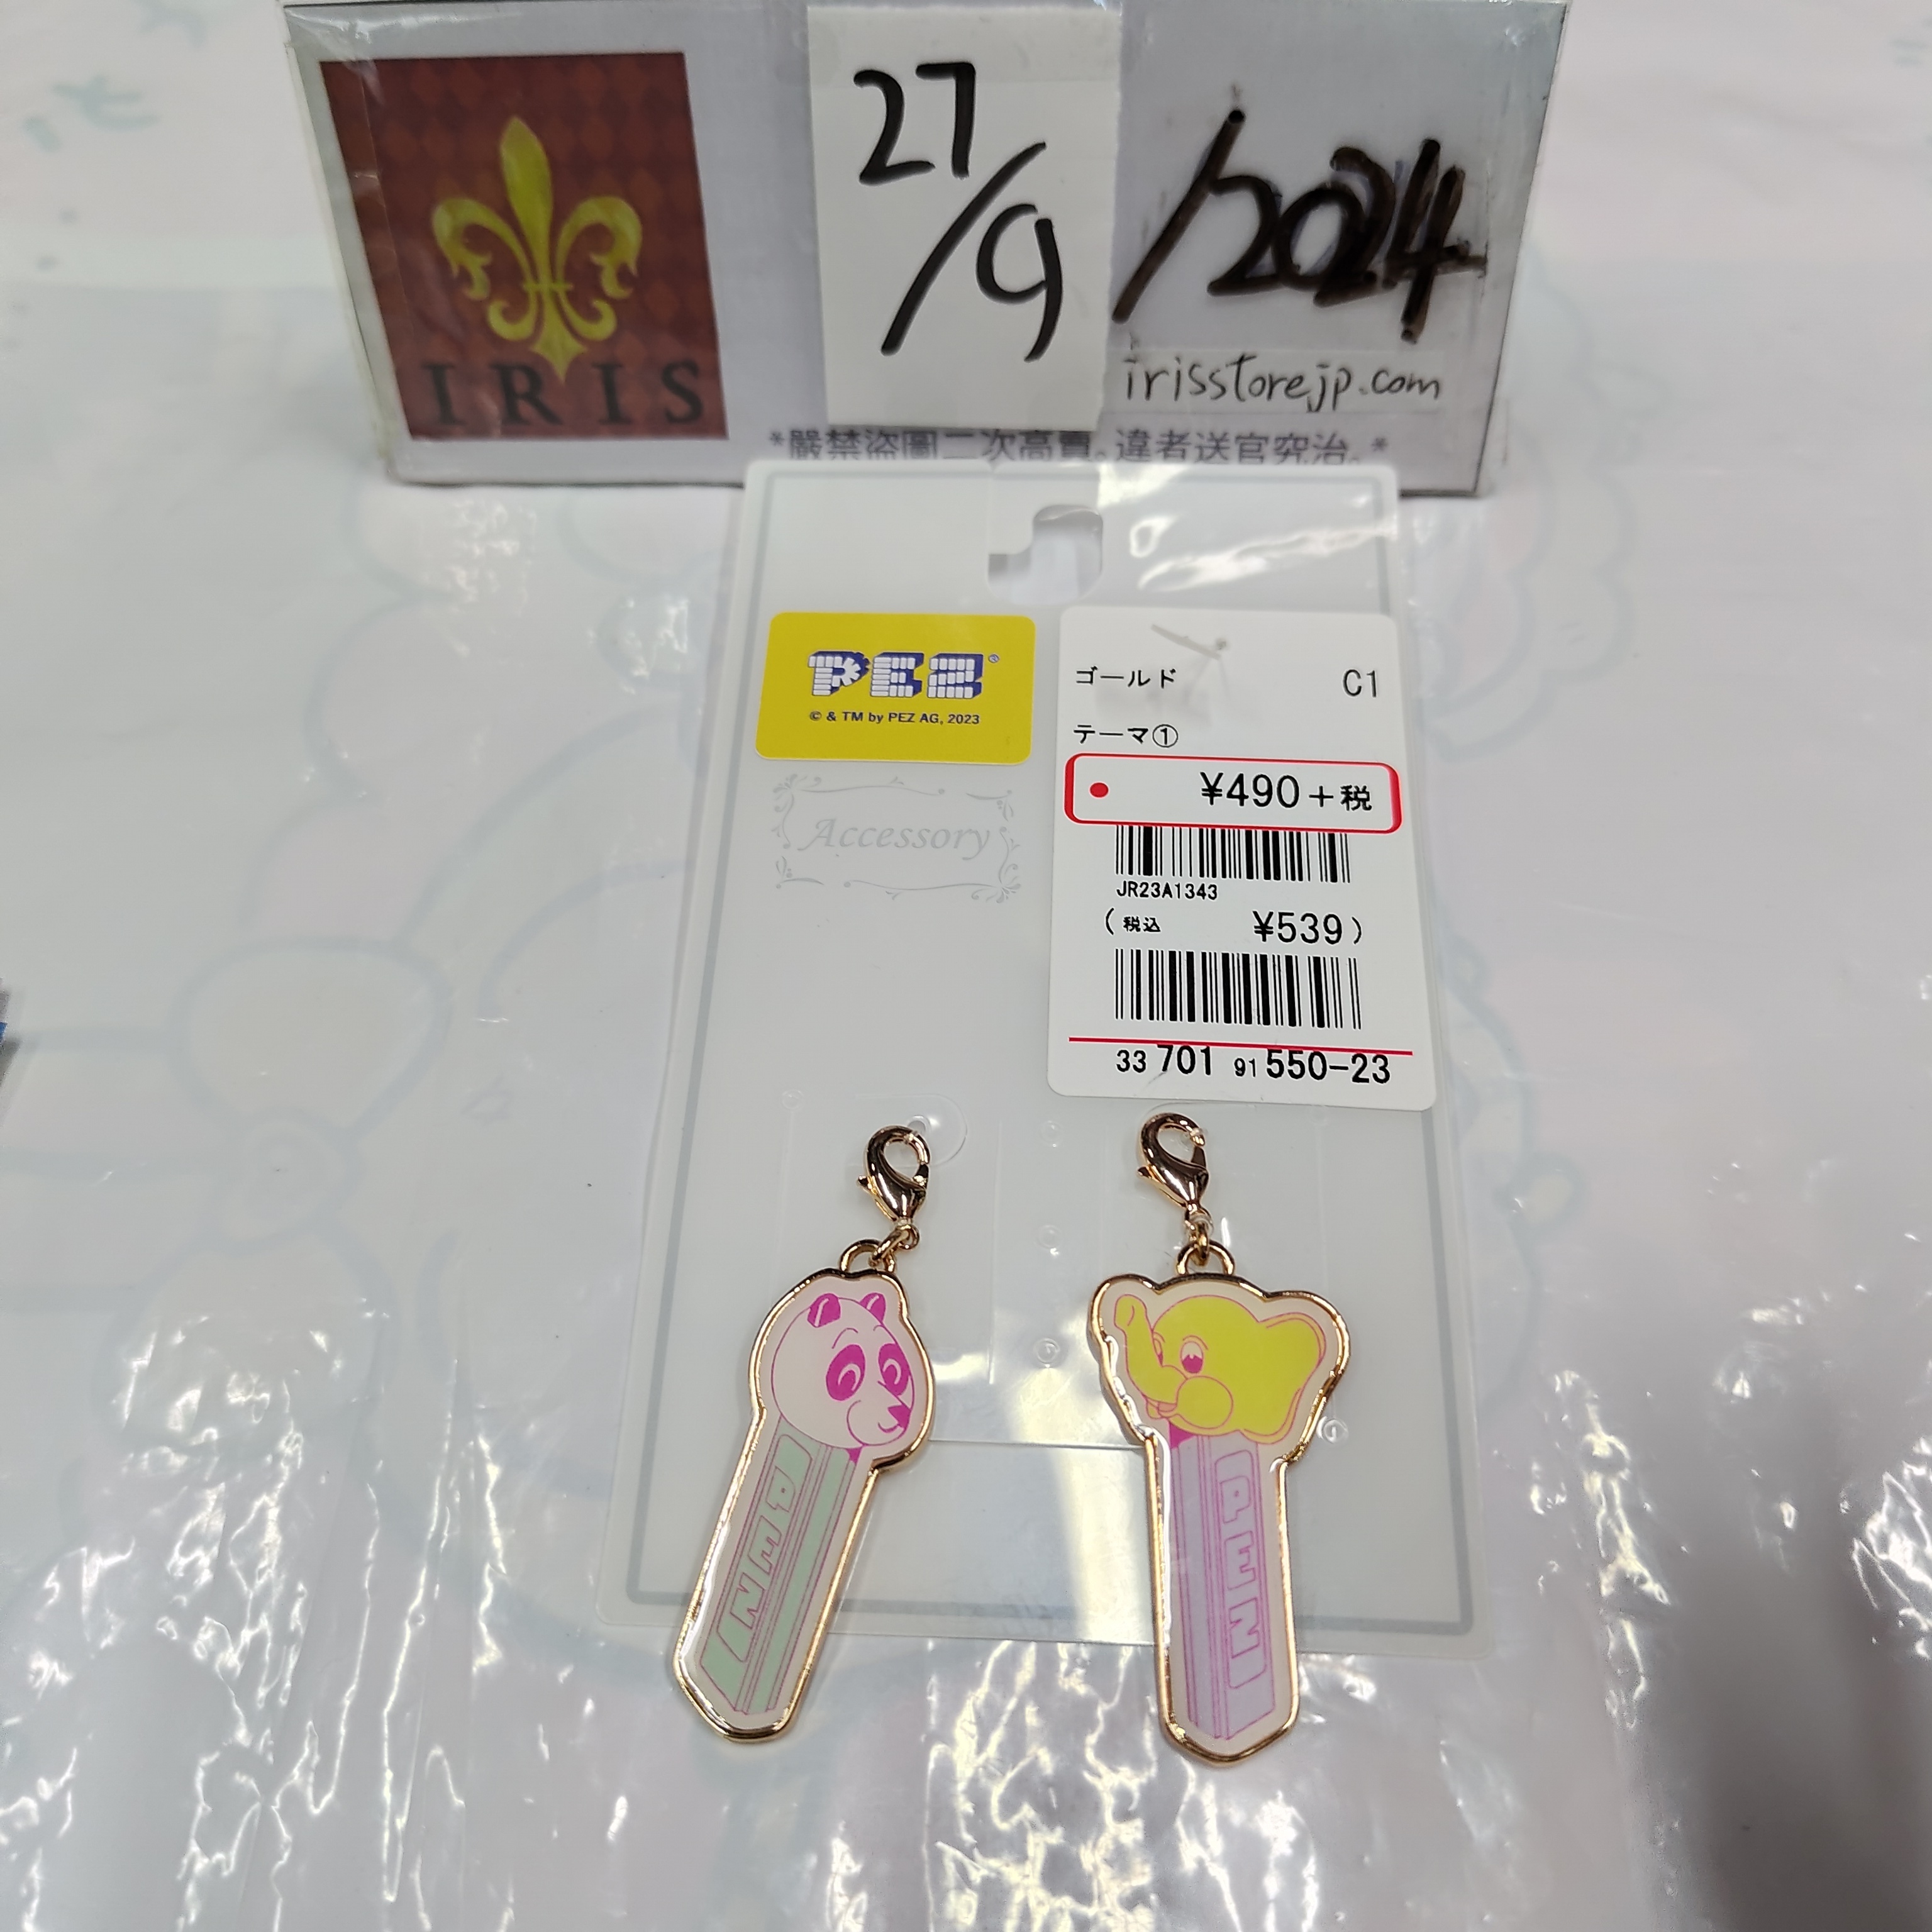 27/9/2024
IRIS
irisstorejp.com
*嚴禁盜圖二次高賣。違者送官究治。*
PEZ®
© & TM by PEZ AG, 2023
Accessory
ゴールド C1
テーマ①
¥490+税
JR23A1343
(税込 ¥539)
33 701 91 550-23
PEZ
PEZ